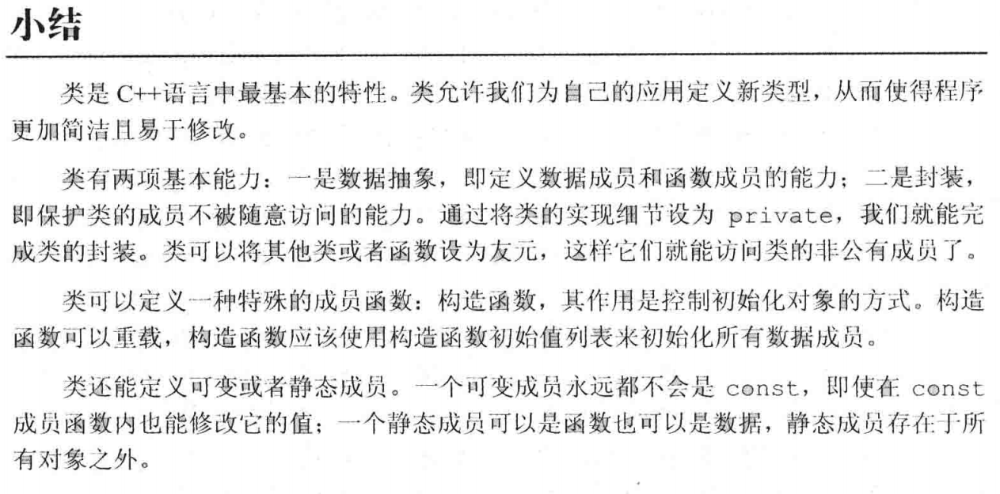 小结
类是 C++语言中最基本的特性。类允许我们为自己的应用定义新类型，从而使得程序
更加简洁且易于修改。
类有两项基本能力：一是数据抽象，即定义数据成员和函数成员的能力；二是封装，
即保护类的成员不被随意访问的能力。通过将类的实现细节设为 private，我们就能完
成类的封装。类可以将其他类或者函数设为友元，这样它们就能访问类的非公有成员了。
类可以定义一种特殊的成员函数：构造函数，其作用是控制初始化对象的方式。构造
函数可以重载，构造函数应该使用构造函数初始值列表来初始化所有数据成员。
类还能定义可变或者静态成员。一个可变成员永远都不会是 const，即使在 const
成员函数内也能修改它的值；一个静态成员可以是函数也可以是数据，静态成员存在于所
有对象之外。